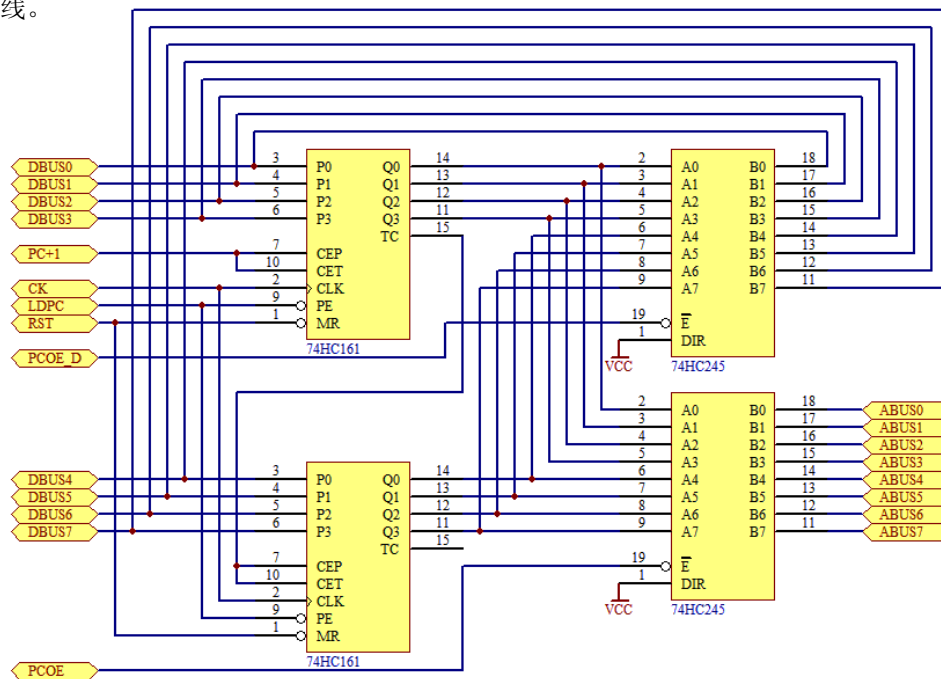 线。
DBUS0
DBUS1
DBUS2
DBUS3
PC+1
CK
LDPC
RST
PCOE_D
3 P0 Q0 14
4 P1 Q1 13
5 P2 Q2 12
6 P3 Q3 11
TC 15
7 CEP
10 CET
2 CLK
9 PE
1 MR
74HC161
2 A0 B0 18
3 A1 B1 17
4 A2 B2 16
5 A3 B3 15
6 A4 B4 14
7 A5 B5 13
8 A6 B6 12
9 A7 B7 11
19 E
1 DIR
VCC
74HC245
DBUS4
DBUS5
DBUS6
DBUS7
PCOE
3 P0 Q0 14
4 P1 Q1 13
5 P2 Q2 12
6 P3 Q3 11
TC 15
7 CEP
10 CET
2 CLK
9 PE
1 MR
74HC161
2 A0 B0 18
3 A1 B1 17
4 A2 B2 16
5 A3 B3 15
6 A4 B4 14
7 A5 B5 13
8 A6 B6 12
9 A7 B7 11
19 E
1 DIR
VCC
74HC245
ABUS0
ABUS1
ABUS2
ABUS3
ABUS4
ABUS5
ABUS6
ABUS7